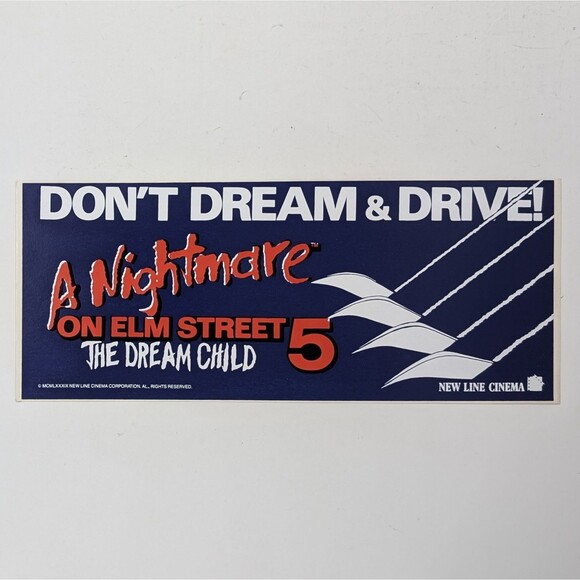 DON'T DREAM & DRIVE!
A Nightmare™
ON ELM STREET 5
THE DREAM CHILD
© MCMLXXXIX NEW LINE CINEMA CORPORATION. AL,, RIGHTS RESERVED.
NEW LINE CINEMA